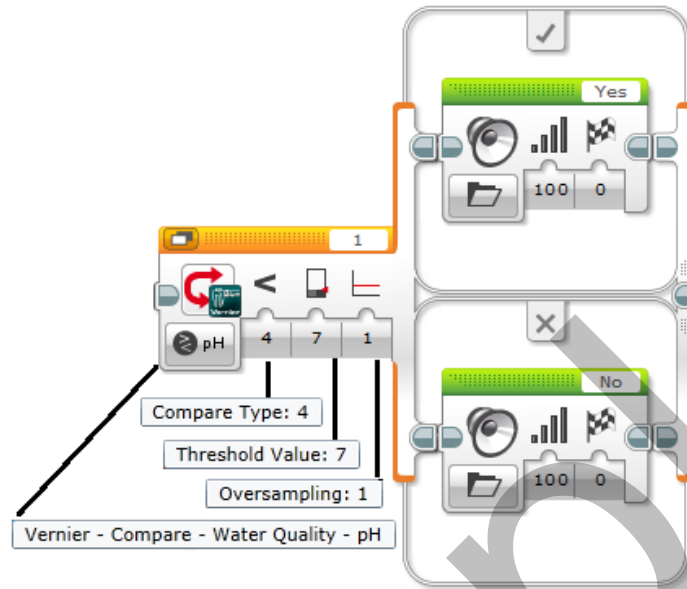 Yes
100 0
1
Vernier
<
pH 4 7 1
No
100 0
Compare Type: 4
Threshold Value: 7
Oversampling: 1
Vernier - Compare - Water Quality - pH